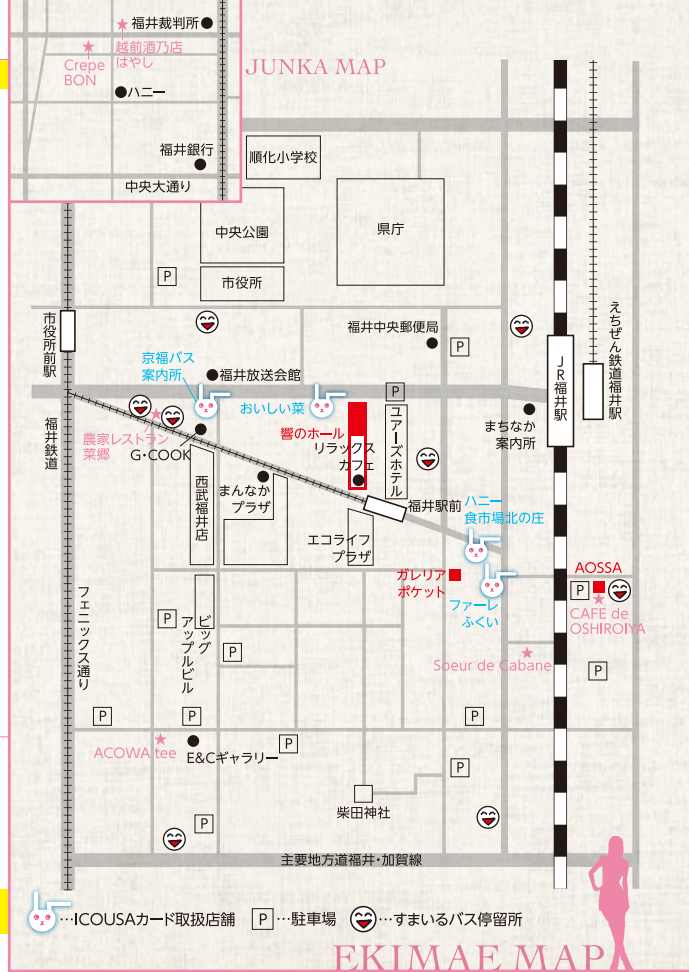 福井裁判所
越前酒乃店
はやし
Crepe
BON
ハニー
福井銀行
中央大通り
JUNKA MAP
順化小学校
中央公園
県庁
市役所
P
市役所前駅
福井中央郵便局
P
えちぜん鉄道福井駅
JR福井駅
京福バス
案内所
福井放送会館
おいしい菜
P
ユアーズホテル
まちなか
案内所
農家レストラン
菜郷
G・COOK
響のホール
リラックス
カフェ
福井鉄道
西武福井店
まんなか
プラザ
福井駅前
ハニー
食市場北の庄
エコライフ
プラザ
ガレリア
ポケット
ファーレ
ふくい
AOSSA
P
CAFE de
OSHIROIYA
フェニックス通り
P
ビッグ
アップルビル
P
Soeur de Cabane
P
P
P
P
ACOWA tee
E&Cギャラリー
P
P
柴田神社
P
主要地方道福井・加賀線
…ICOUSAカード取扱店舗
P…駐車場
…すまいるバス停留所
EKIMAE MAP